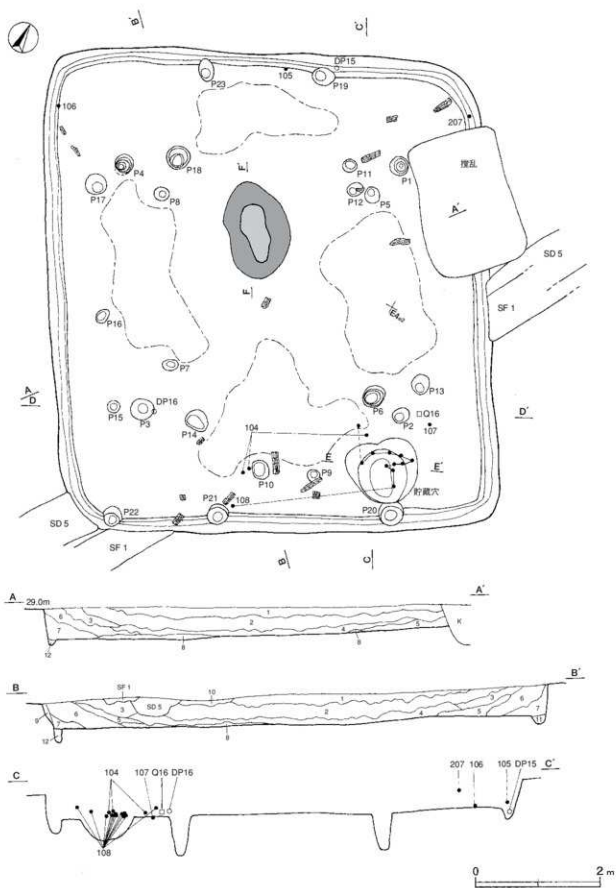 B′
C′
DP15
105
P23
P19
106
207
P4
P18
P11
P1
撹乱
P17
P8
P12
P5
F′
A′
SD 5
F
SF 1
P16
P7
P13
A
D
DP16
P6
Q16
D′
P15
P3
P14
P2
107
104
E
E′
P10
P9
貯蔵穴
108
P22
P21
P20
SD 5
SF 1
B
C
A 29.0m
A′
1
6
3
2
5
K
7
4
12
8
8
B
B′
SF 1
10
1
3
6
9
6
3
SD 5
2
4
5
7
5
11
12
8
C
C′
104
107
Q16
DP16
207
106
105
DP15
108
0
2 m